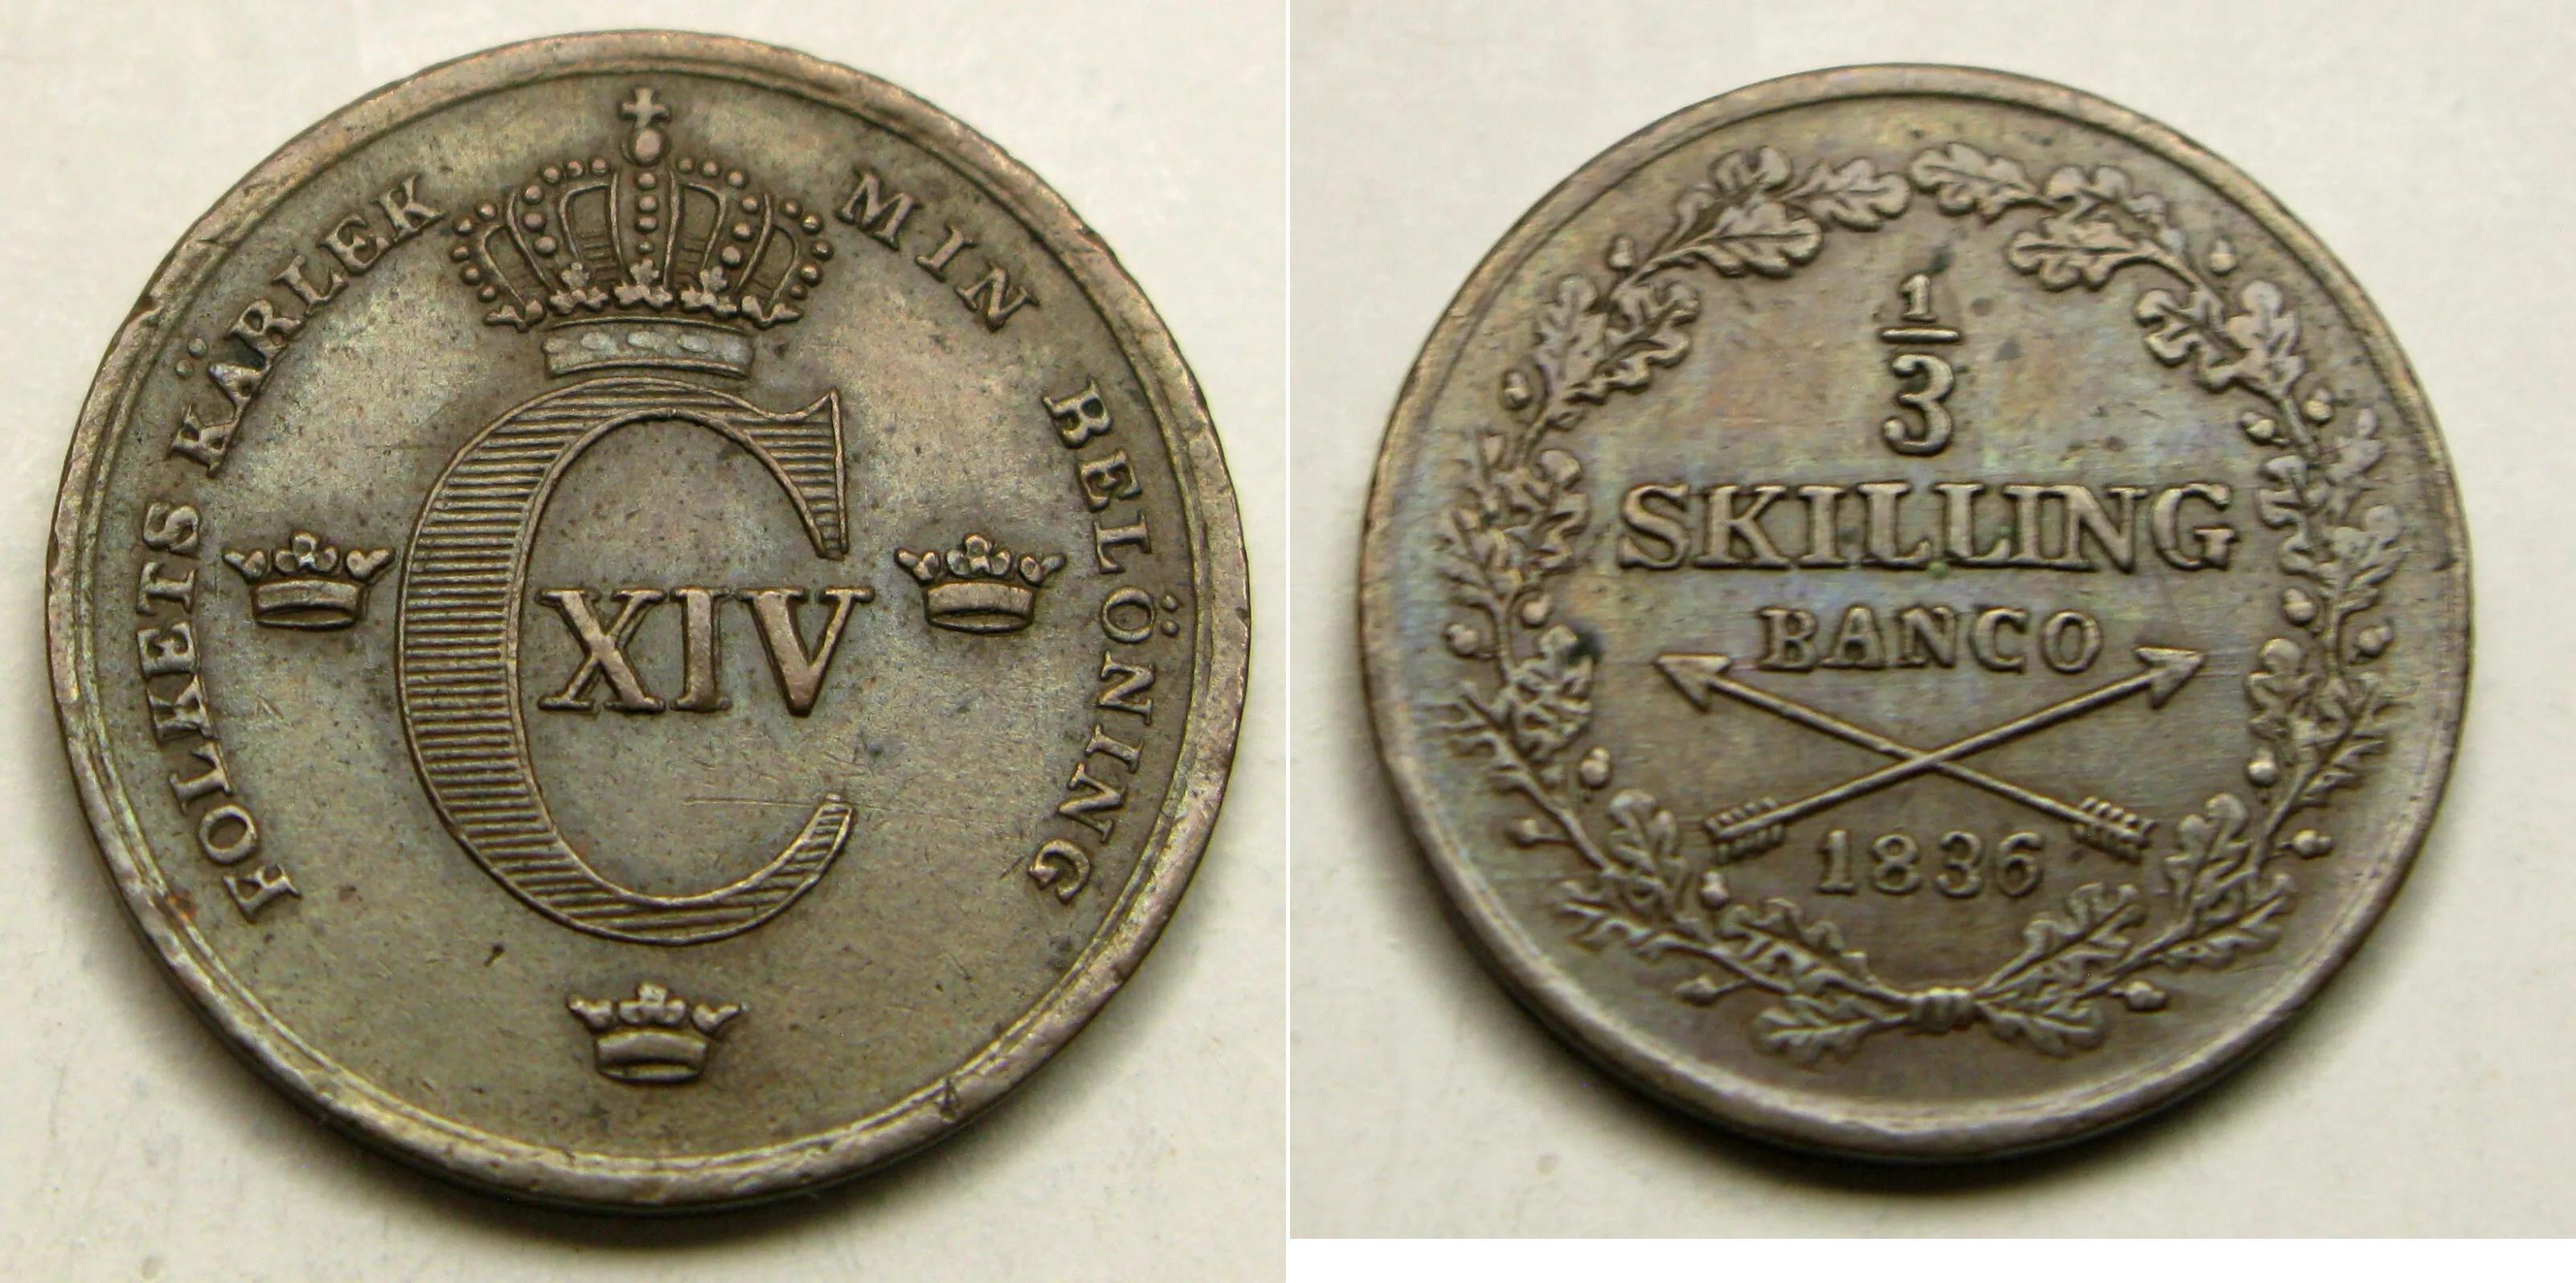 FOLKETS KÄRLEK MIN BELÖNING
C
XIV
1/3
SKILLING
BANCO
1836